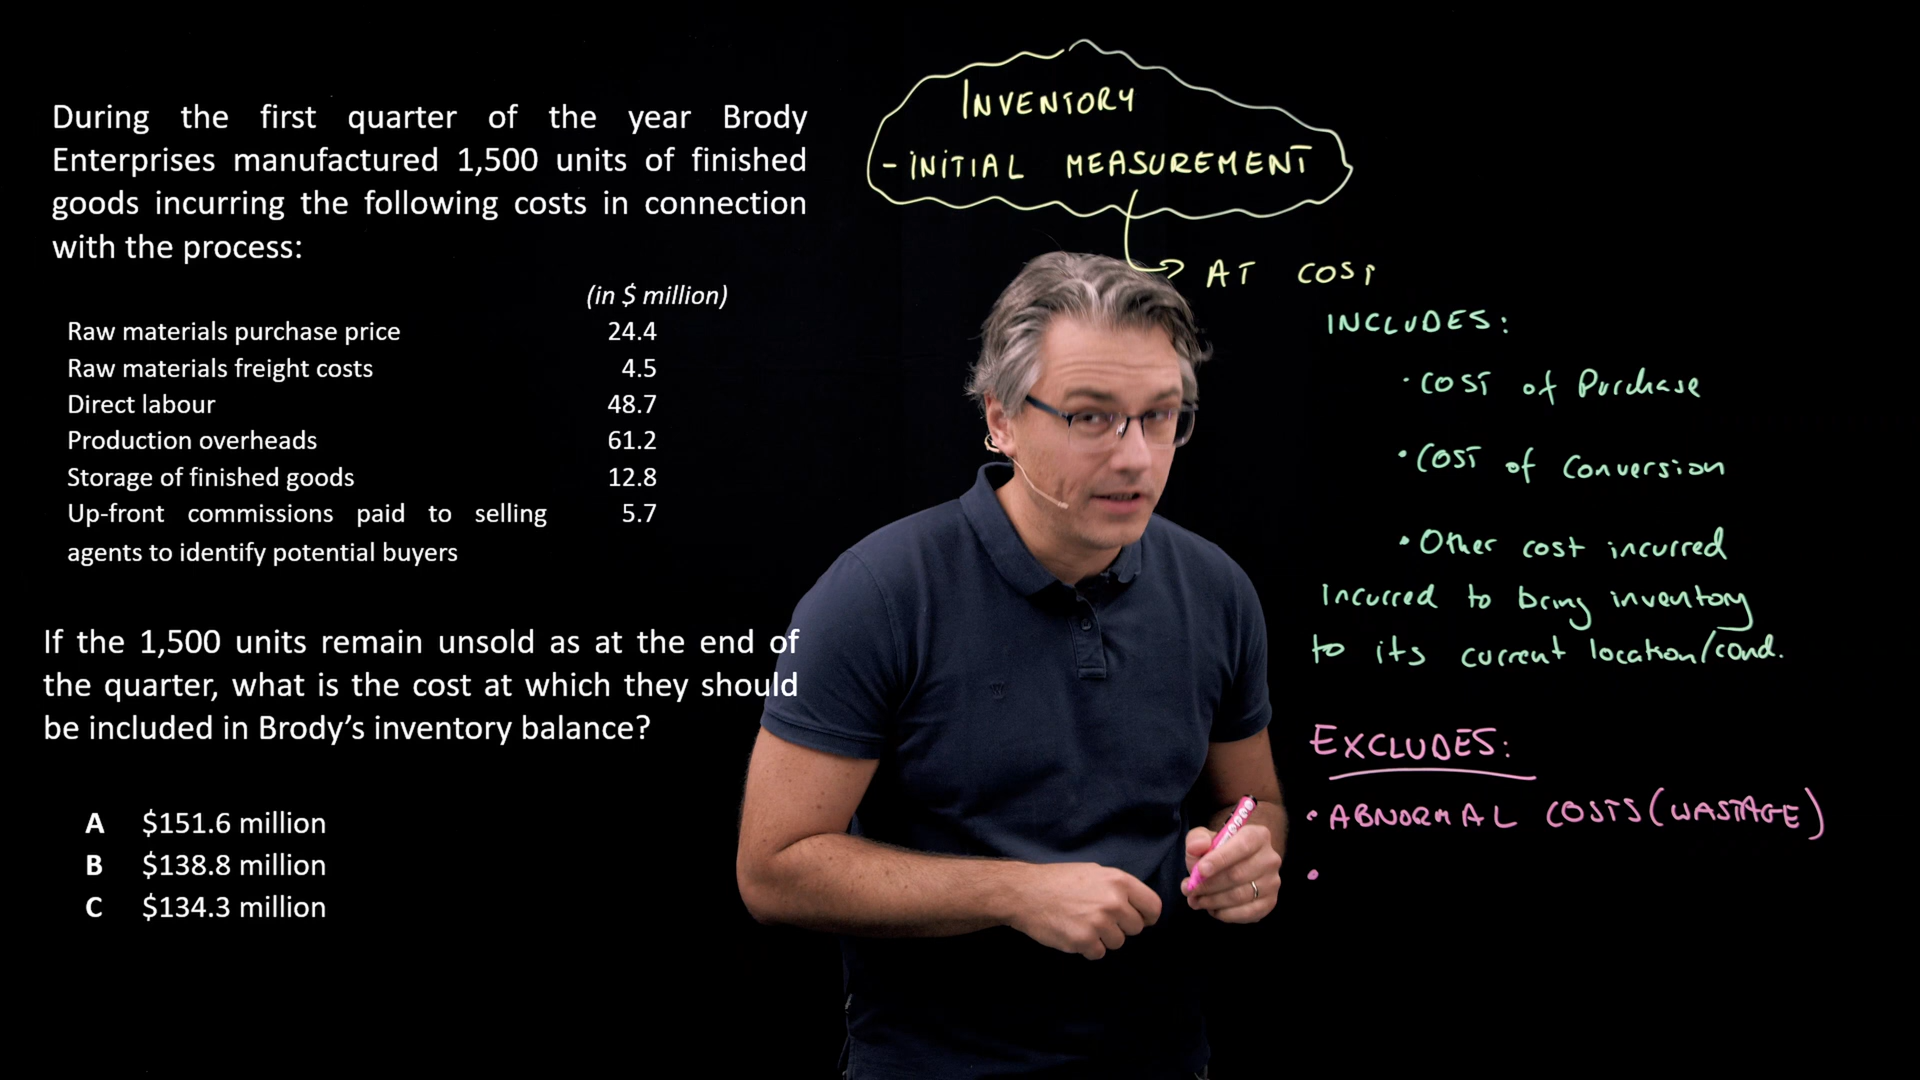 During the first quarter of the year Brody
Enterprises manufactured 1,500 units of finished
goods incurring the following costs in connection
with the process:
(in $ million)
Raw materials purchase price 24.4
Raw materials freight costs 4.5
Direct labour 48.7
Production overheads 61.2
Storage of finished goods 12.8
Up-front commissions paid to selling 5.7
agents to identify potential buyers
If the 1,500 units remain unsold as at the end of
the quarter, what is the cost at which they should
be included in Brody’s inventory balance?
A $151.6 million
B $138.8 million
C $134.3 million
INVENTORY
- INITIAL MEASUREMENT
AT COST
INCLUDES:
• COST of Purchase
• COST of Conversion
• Other cost incurred
incurred to bring inventory
to its current location/cond.
EXCLUDES:
• ABNORMAL COSTS (WASTAGE)
•